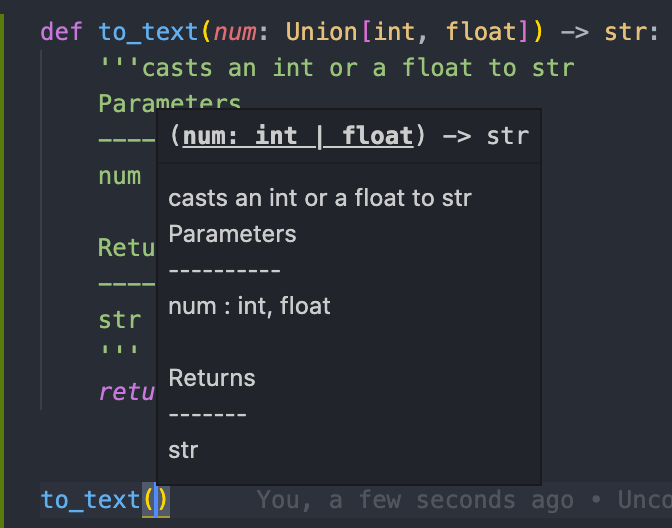 def to_text(num: Union[int, float]) -> str:
'''casts an int or a float to str
Parameters
----
num
Retu
----
str
'''
retu
(num: int | float) -> str
casts an int or a float to str
Parameters
----------
num : int, float
Returns
-------
str
to_text() You, a few seconds ago • Unco